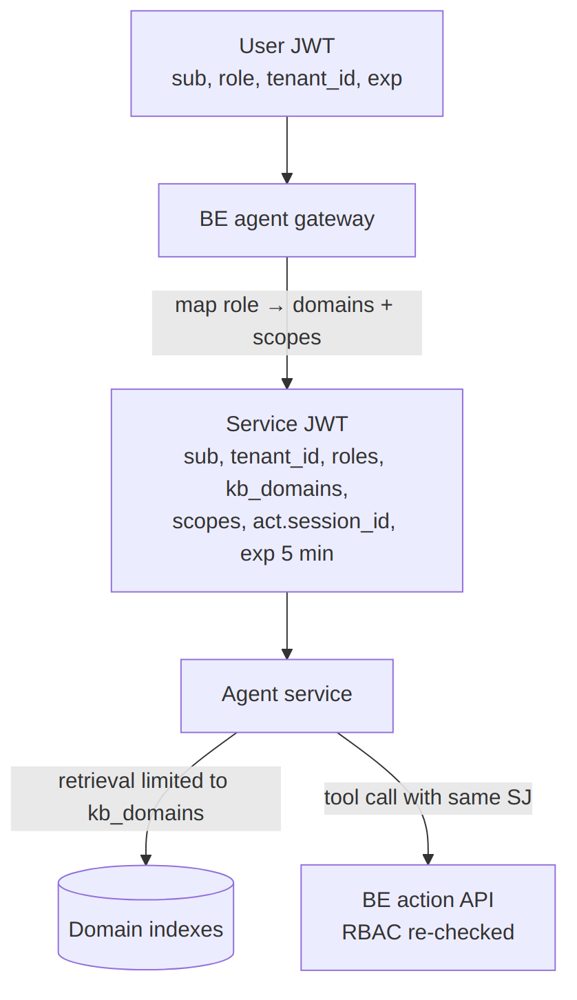 User JWT
sub, role, tenant_id, exp
BE agent gateway
map role → domains +
scopes
Service JWT
sub, tenant_id, roles,
kb_domains,
scopes, act.session_id,
exp 5 min
Agent service
retrieval limited to
kb_domains
tool call with same SJ
Domain indexes
BE action API
RBAC re-checked